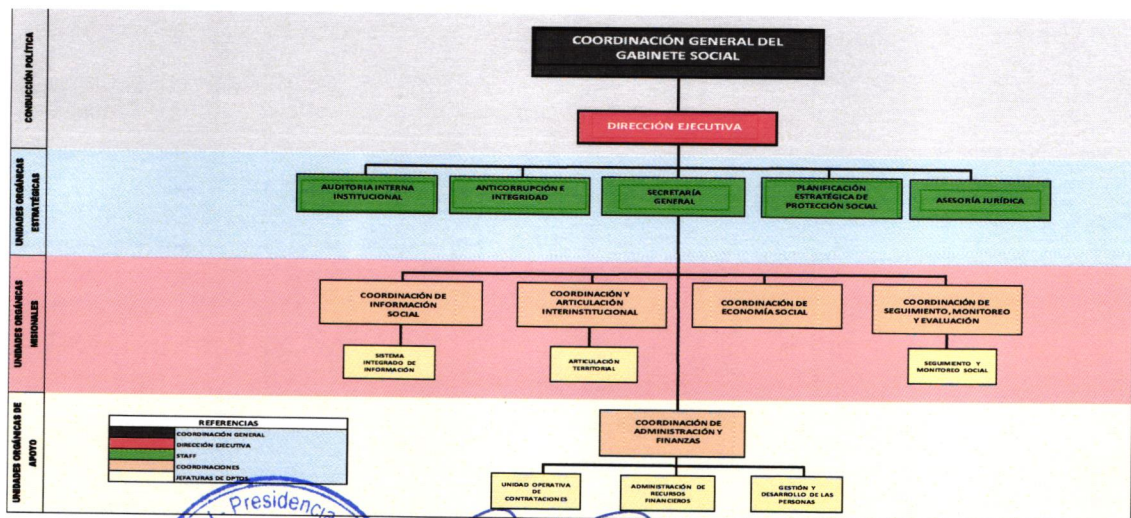 CONDUCCIÓN POLÍTICA
COORDINACIÓN GENERAL DEL
GABINETE SOCIAL
DIRECCIÓN EJECUTIVA
UNIDADES ORGÁNICAS
ESTRATÉGICAS
AUDITORIA INTERNA
INSTITUCIONAL
ANTICORRUPCIÓN E
INTEGRIDAD
SECRETARÍA
GENERAL
PLANIFICACIÓN
ESTRATÉGICA DE
PROTECCIÓN SOCIAL
ASESORÍA JURÍDICA
UNIDADES ORGÁNICAS
MISIONALES
COORDINACIÓN DE
INFORMACIÓN
SOCIAL
COORDINACIÓN Y
ARTICULACIÓN
INTERINSTITUCIONAL
COORDINACIÓN DE
ECONOMÍA SOCIAL
COORDINACIÓN DE
SEGUIMIENTO, MONITOREO
Y EVALUACIÓN
SISTEMA
INTEGRADO DE
INFORMACIÓN
ARTICULACIÓN
TERRITORIAL
SEGUIMIENTO Y
MONITOREO SOCIAL
UNIDADES ORGÁNICAS DE
APOYO
COORDINACIÓN DE
ADMINISTRACIÓN Y
FINANZAS
UNIDAD OPERATIVA
DE
CONTRATACIONES
ADMINISTRACIÓN DE
RECURSOS
FINANCIEROS
GESTIÓN Y
DESARROLLO DE LAS
PERSONAS
REFERENCIAS
COORDINACIÓN GENERAL
DIRECCIÓN EJECUTIVA
STAFF
COORDINACIONES
JEFATURAS DE DPTOS
Presidencia